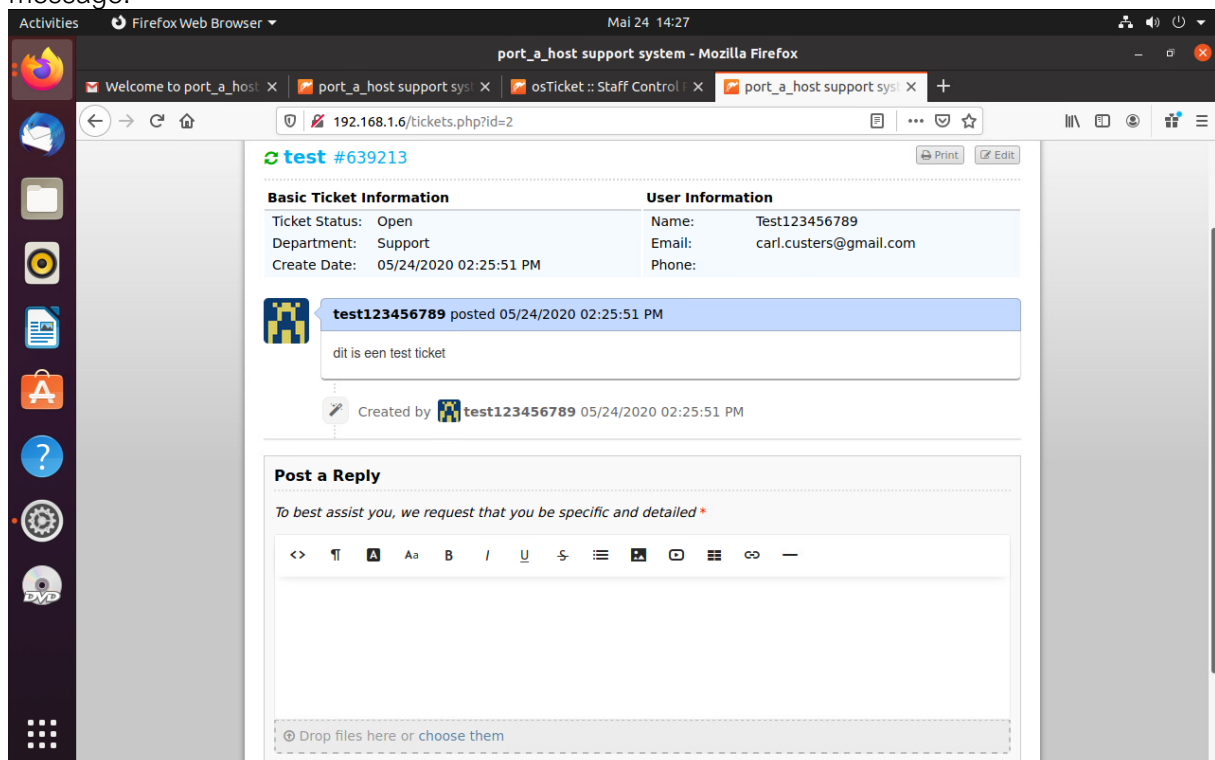 message.
Activities Firefox Web Browser Mai 24 14:27
port_a_host support system - Mozilla Firefox
Welcome to port_a_host port_a_host support syst osTicket :: Staff Control port_a_host support syst
192.168.1.6/tickets.php?id=2
test #639213 Print Edit
Basic Ticket Information User Information
Ticket Status: Open Name: Test123456789
Department: Support Email: carl.custers@gmail.com
Create Date: 05/24/2020 02:25:51 PM Phone:
test123456789 posted 05/24/2020 02:25:51 PM
dit is een test ticket
Created by test123456789 05/24/2020 02:25:51 PM
Post a Reply
To best assist you, we request that you be specific and detailed *
<> ¶ A Aa B I U S
Drop files here or choose them
DVD